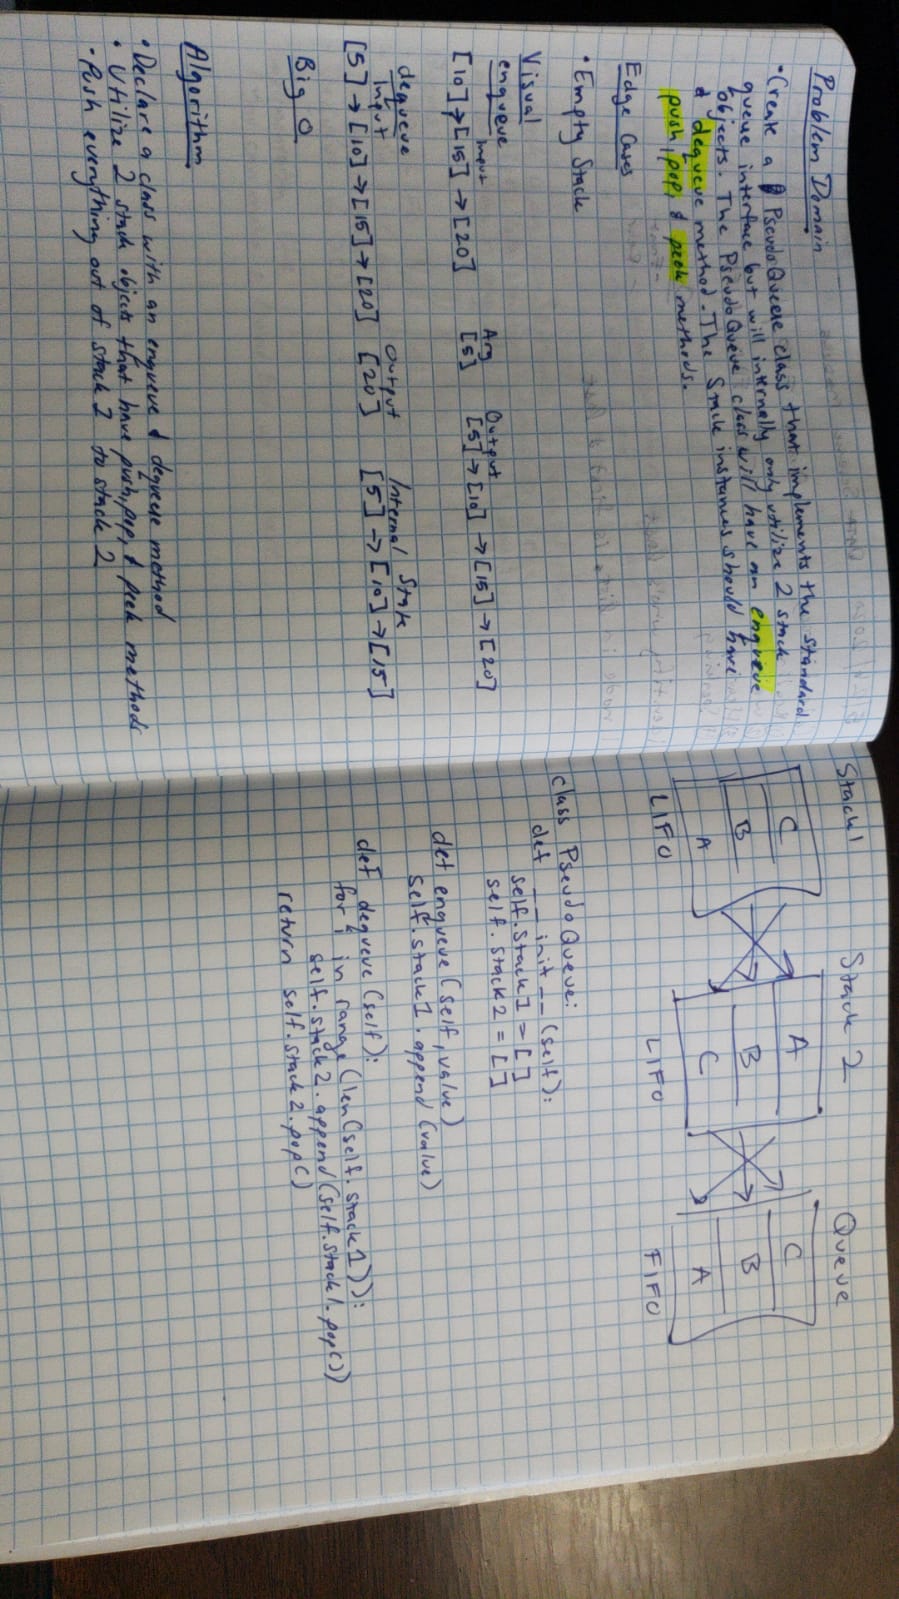 Problem Domain
• Create a PseudoQueue class that implements the standard
queue interface but will internally only utilize 2 stack
objects. The PseudoQueue class will have an enqueue
& dequeue method. The Stack instances should have
push, pop, & peek methods.
Edge Cases
• Empty Stack
Visual
enqueue
Input Arg Output
[10]→[15]→[20] [5] [5]→[10]→[15]→[20]
dequeue
Input Output Internal State
[5]→[10]→[15]→[20] [20] [5]→[10]→[15]
Big O
Algorithm
• Declare a class with an enqueue & dequeue method
• Utilize 2 stack objects that have push, pop, & peek methods
• Push everything out of stack 1 to stack 2
Stack1 Stack 2 Queue
C A C
B B B
A C A
LIFO LIFO FIFO
class PseudoQueue:
def __init__(self):
self.stack1 = []
self.stack2 = []
def enqueue(self, value)
self.stack1.append(value)
def dequeue(self):
for i in range(len(self.stack1)):
self.stack2.append(self.stack1.pop())
return self.stack2.pop()